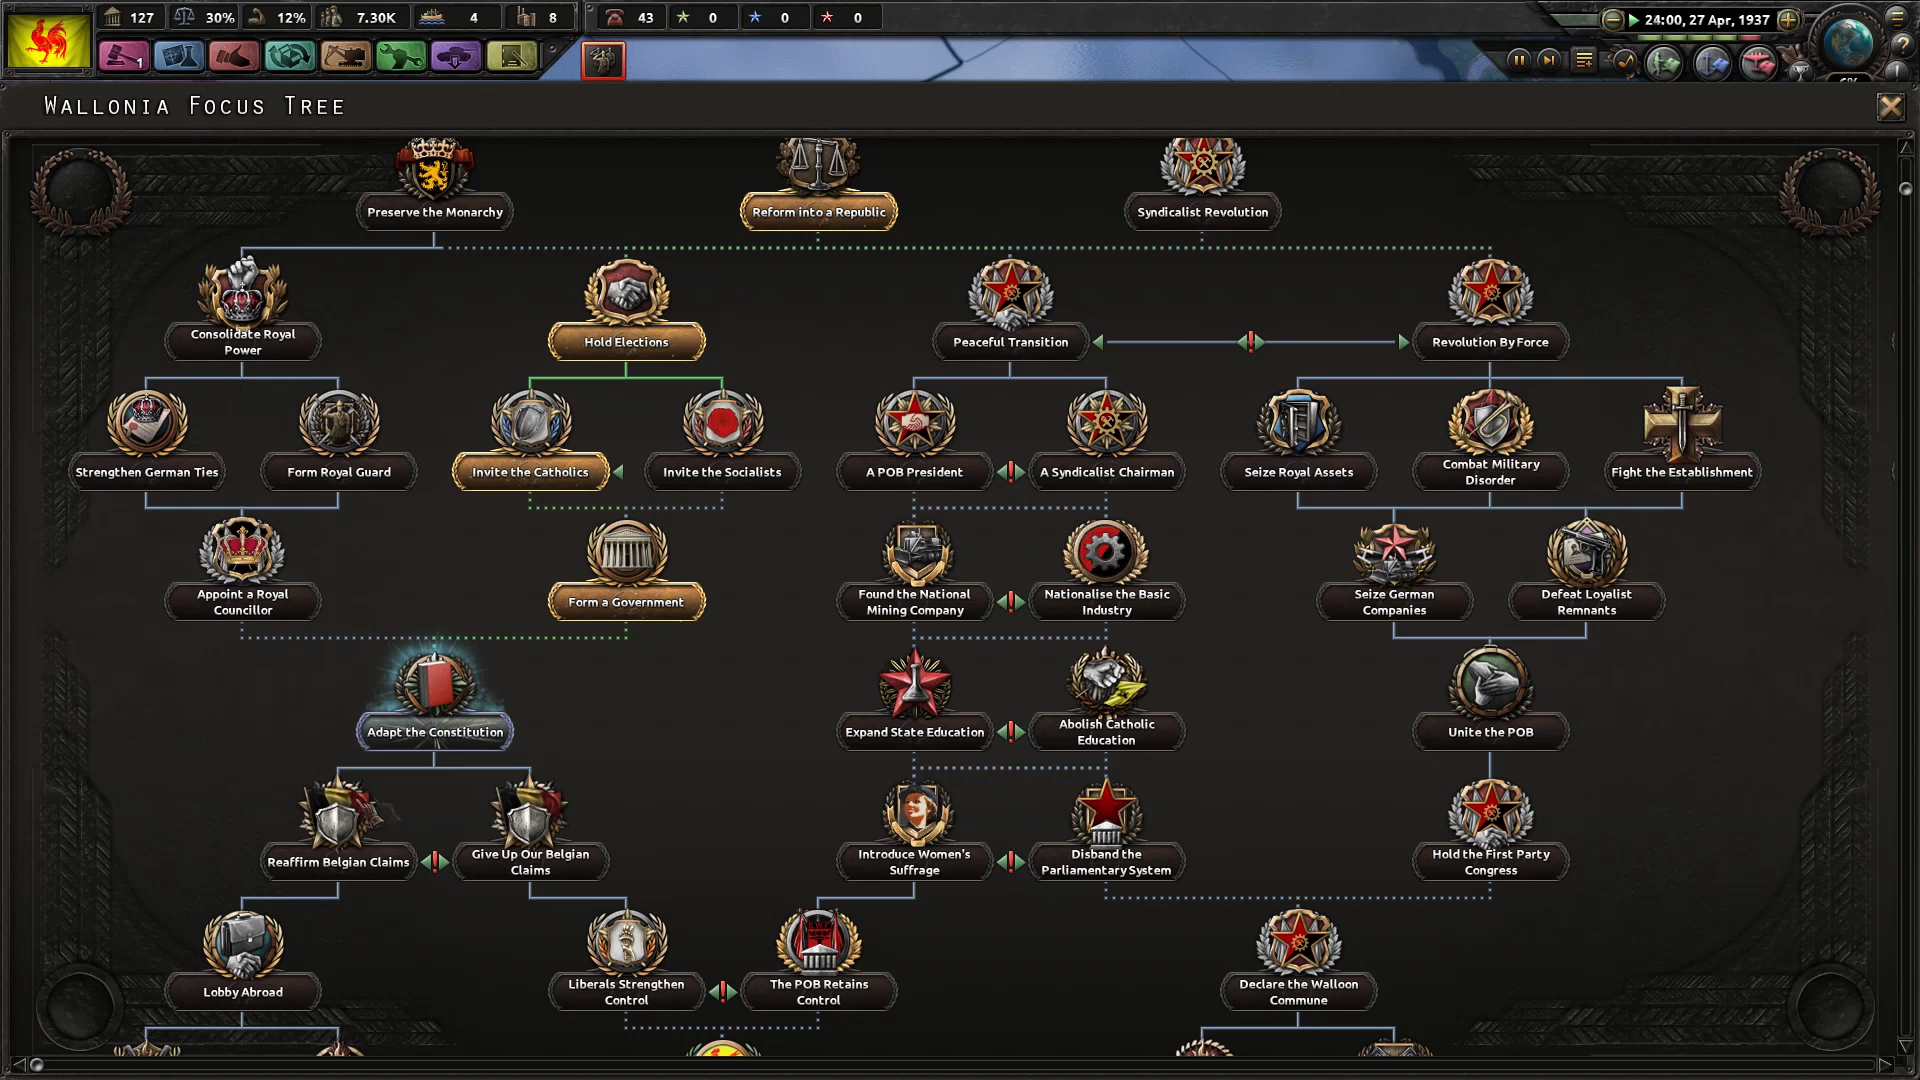 127
30%
12%
7.30K
4
8
43
0
0
0
24:00, 27 Apr, 1937
1
6%
Wallonia Focus Tree
Preserve the Monarchy
Reform into a Republic
Syndicalist Revolution
Consolidate Royal
Power
Hold Elections
Peaceful Transition
Revolution By Force
Strengthen German Ties
Form Royal Guard
Invite the Catholics
Invite the Socialists
A POB President
A Syndicalist Chairman
Seize Royal Assets
Combat Military
Disorder
Fight the Establishment
Appoint a Royal
Councillor
Form a Government
Found the National
Mining Company
Nationalise the Basic
Industry
Seize German
Companies
Defeat Loyalist
Remnants
Adapt the Constitution
Expand State Education
Abolish Catholic
Education
Unite the POB
Reaffirm Belgian Claims
Give Up Our Belgian
Claims
Introduce Women's
Suffrage
Disband the
Parliamentary System
Hold the First Party
Congress
Lobby Abroad
Liberals Strengthen
Control
The POB Retains
Control
Declare the Walloon
Commune